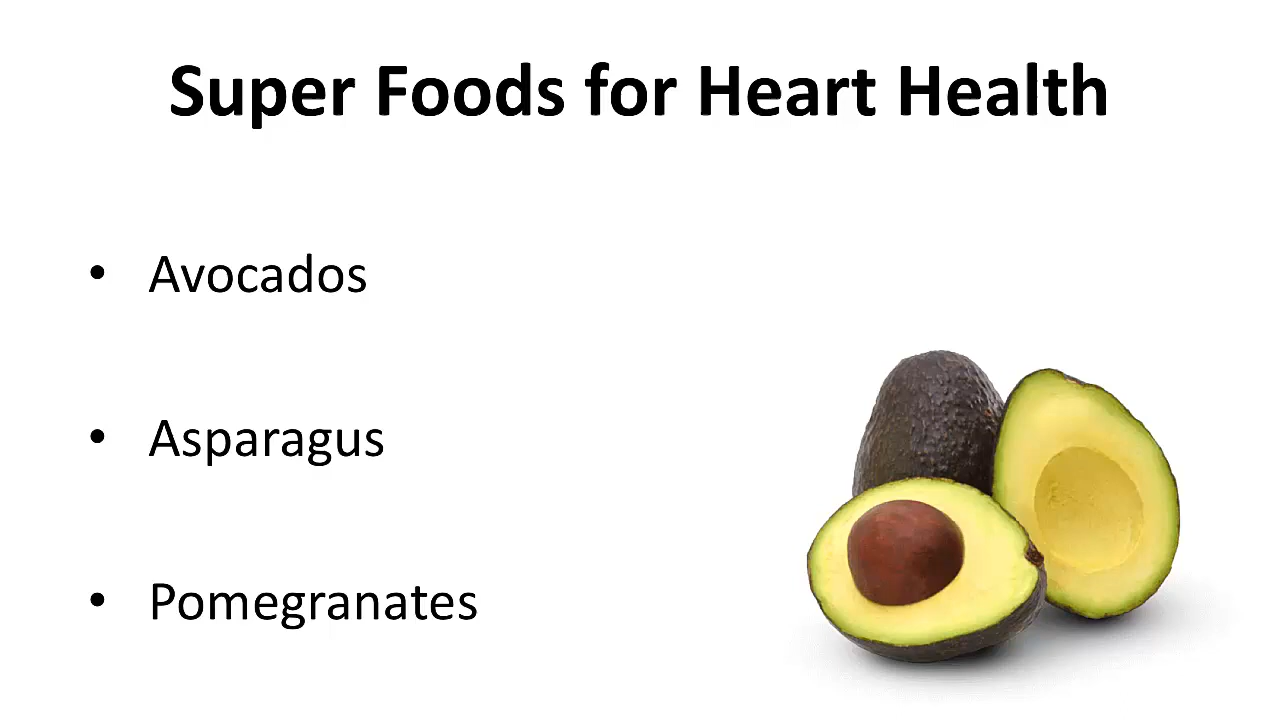 Super Foods for Heart Health
• Avocados
• Asparagus
• Pomegranates